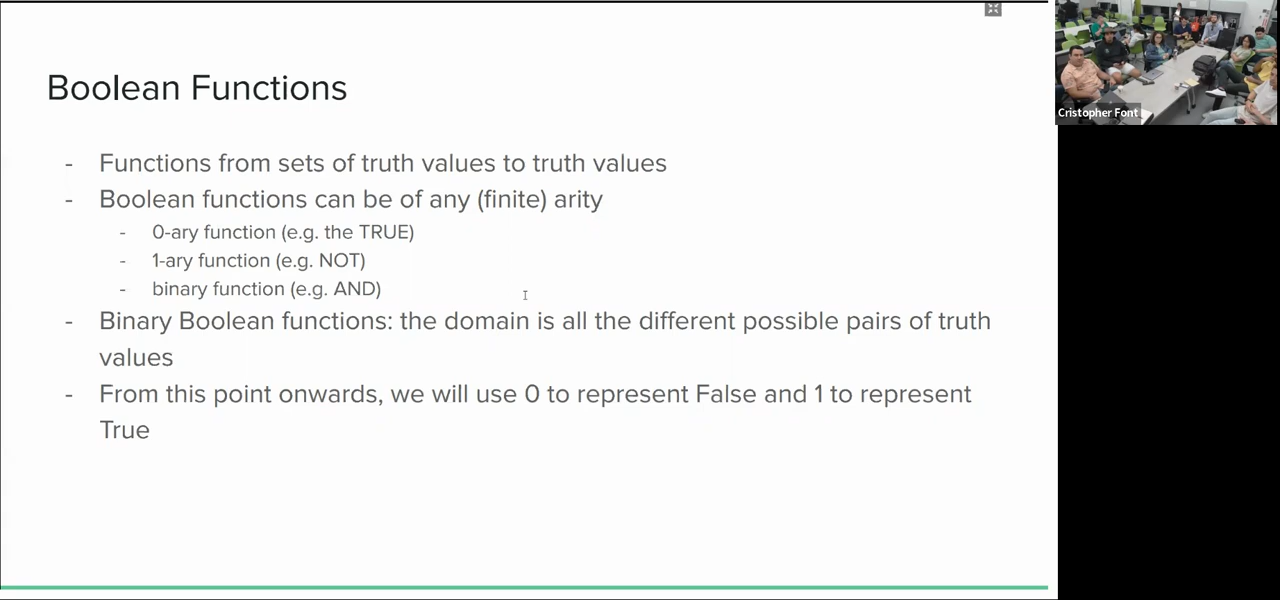 Boolean Functions
- Functions from sets of truth values to truth values
- Boolean functions can be of any (finite) arity
- 0-ary function (e.g. the TRUE)
- 1-ary function (e.g. NOT)
- binary function (e.g. AND)
- Binary Boolean functions: the domain is all the different possible pairs of truth
values
- From this point onwards, we will use 0 to represent False and 1 to represent
True
Cristopher Font